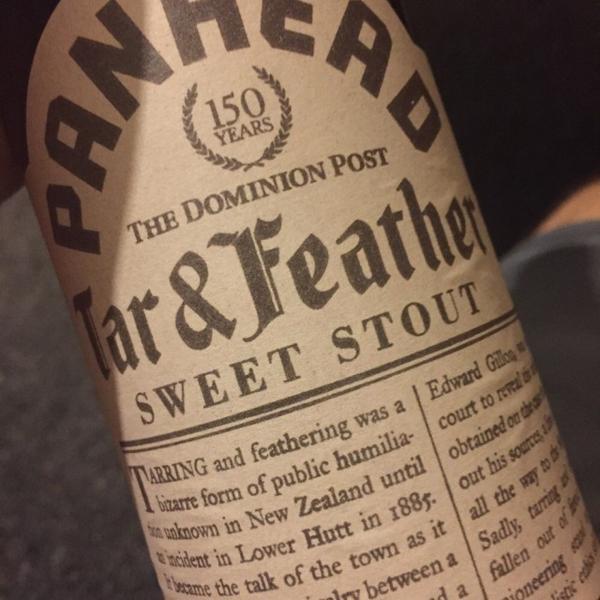 PANHEAD
150
YEARS
THE DOMINION POST
Tar & Feather
SWEET STOUT
TARRING and feathering was a
bizarre form of public humilia-
tion unknown in New Zealand until
an incident in Lower Hutt in 1885.
It became the talk of the town as it
between a
Edward Gillon,
court to reveal
obtained on the
out his sources,
all the way to the
Sadly, tarring
fallen out of
pioneering